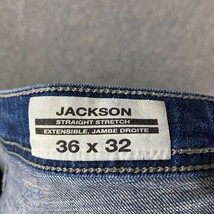 JACKSON
STRAIGHT STRETCH
EXTENSIBLE, JAMBE DROITE
36 x 32